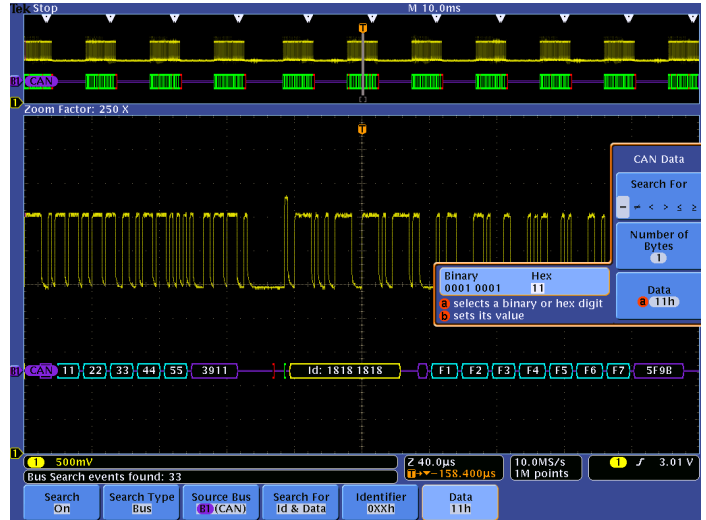 Tek Stop M 10.0ms
T
B1 CAN
1
Zoom Factor: 250 X
T
CAN Data
Search For
= ≠ < > ≤ ≥
Number of
Bytes
1
Binary Hex
0001 0001 11
a selects a binary or hex digit
b sets its value
Data
a 11h
B1 CAN 11 22 33 44 55 3911 Id: 1818 1818 F1 F2 F3 F4 F5 F6 F7 5F9B
1
1 500mV Z 40.0µs 10.0MS/s 1 3.01 V
T→▼-158.400µs 1M points
Bus Search events found: 33
Search Search Type Source Bus Search For Identifier Data
On Bus B1 (CAN) Id & Data 0XXh 11h